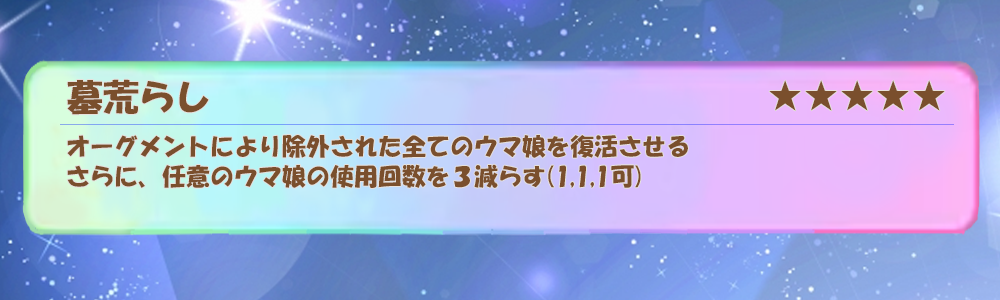 墓荒らし ★★★★★
オーグメントにより除外された全てのウマ娘を復活させる
さらに、任意のウマ娘の使用回数を３減らす(1,1,1可)